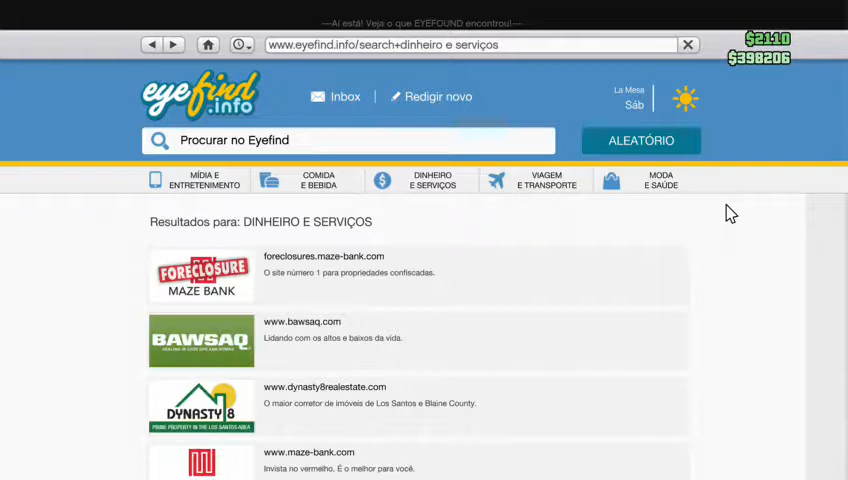 ---Aí está! Veja o que EYEFOUND encontrou!---
www.eyefind.info/search+dinheiro e serviços
$2110
$398206
eyefind
.info
Inbox
Redigir novo
La Mesa
Sáb
Procurar no Eyefind
ALEATÓRIO
MÍDIA E
ENTRETENIMENTO
COMIDA
E BEBIDA
DINHEIRO
E SERVIÇOS
VIAGEM
E TRANSPORTE
MODA
E SAÚDE
Resultados para: DINHEIRO E SERVIÇOS
FORECLOSURE
MAZE BANK
foreclosures.maze-bank.com
O site número 1 para propriedades confiscadas.
BAWSAQ
www.bawsaq.com
Lidando com os altos e baixos da vida.
DYNASTY 8
PRIME PROPERTY IN THE LOS SANTOS AREA
www.dynasty8realestate.com
O maior corretor de imóveis de Los Santos e Blaine County.
www.maze-bank.com
Invista no vermelho. É o melhor para você.